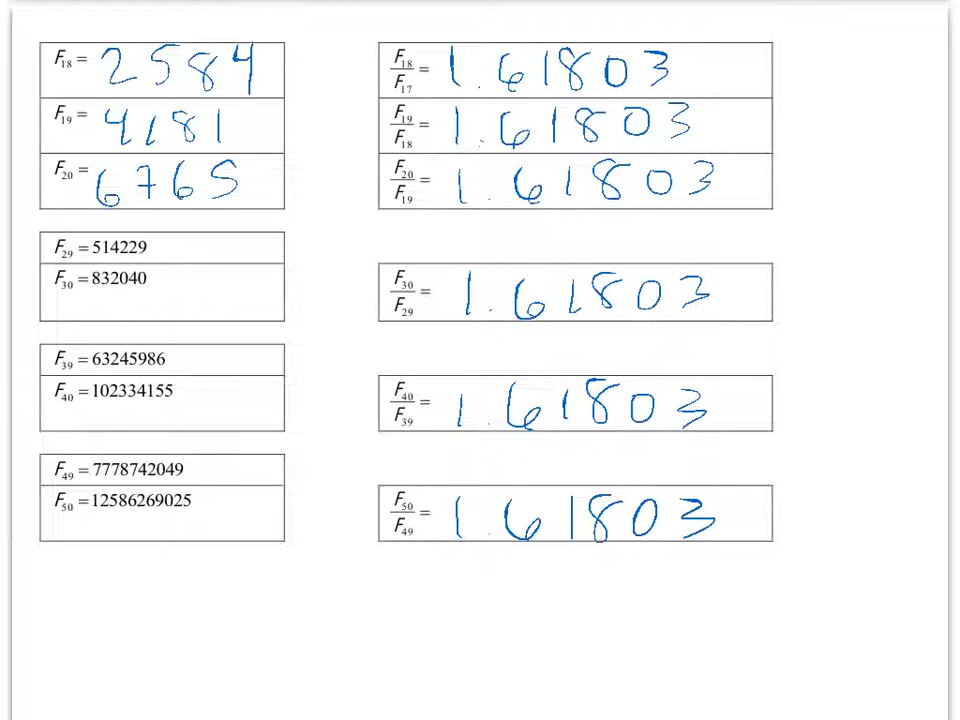 F18 = 2584
F18/F17 = 1.61803
F19 = 4181
F19/F18 = 1.61803
F20 = 6765
F20/F19 = 1.61803
F29 = 514229
F30 = 832040
F30/F29 = 1.61803
F39 = 63245986
F40 = 102334155
F40/F39 = 1.61803
F49 = 7778742049
F50 = 12586269025
F50/F49 = 1.61803